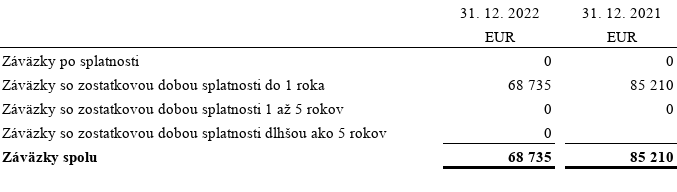 31. 12. 2022 31. 12. 2021
EUR EUR
Záväzky po splatnosti 0 0
Záväzky so zostatkovou dobou splatnosti do 1 roka 68 735 85 210
Záväzky so zostatkovou dobou splatnosti 1 až 5 rokov 0 0
Záväzky so zostatkovou dobou splatnosti dlhšou ako 5 rokov 0
Záväzky spolu 68 735 85 210